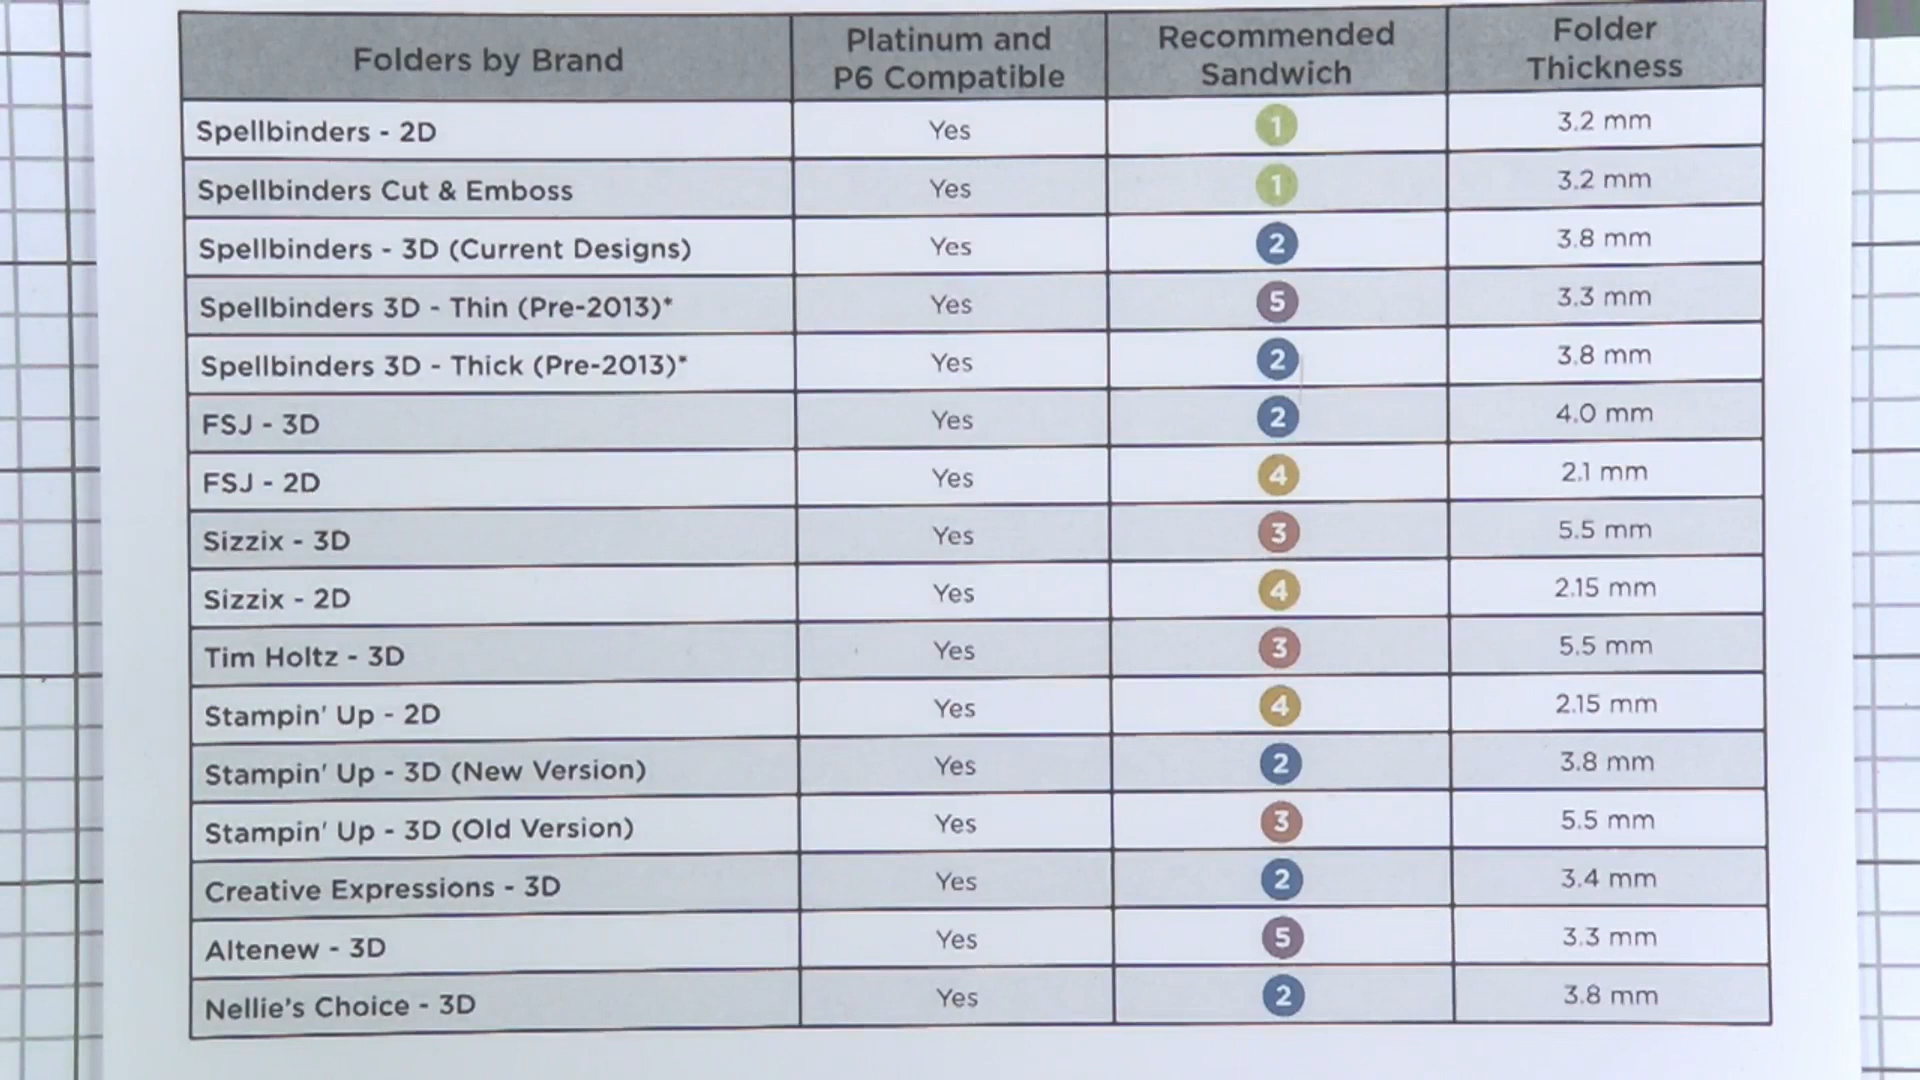 Folders by Brand Platinum and P6 Compatible Recommended Sandwich Folder Thickness
Spellbinders - 2D Yes 1 3.2 mm
Spellbinders Cut & Emboss Yes 1 3.2 mm
Spellbinders - 3D (Current Designs) Yes 2 3.8 mm
Spellbinders 3D - Thin (Pre-2013)* Yes 5 3.3 mm
Spellbinders 3D - Thick (Pre-2013)* Yes 2 3.8 mm
FSJ - 3D Yes 2 4.0 mm
FSJ - 2D Yes 4 2.1 mm
Sizzix - 3D Yes 3 5.5 mm
Sizzix - 2D Yes 4 2.15 mm
Tim Holtz - 3D Yes 3 5.5 mm
Stampin' Up - 2D Yes 4 2.15 mm
Stampin' Up - 3D (New Version) Yes 2 3.8 mm
Stampin' Up - 3D (Old Version) Yes 3 5.5 mm
Creative Expressions - 3D Yes 2 3.4 mm
Altenew - 3D Yes 5 3.3 mm
Nellie's Choice - 3D Yes 2 3.8 mm